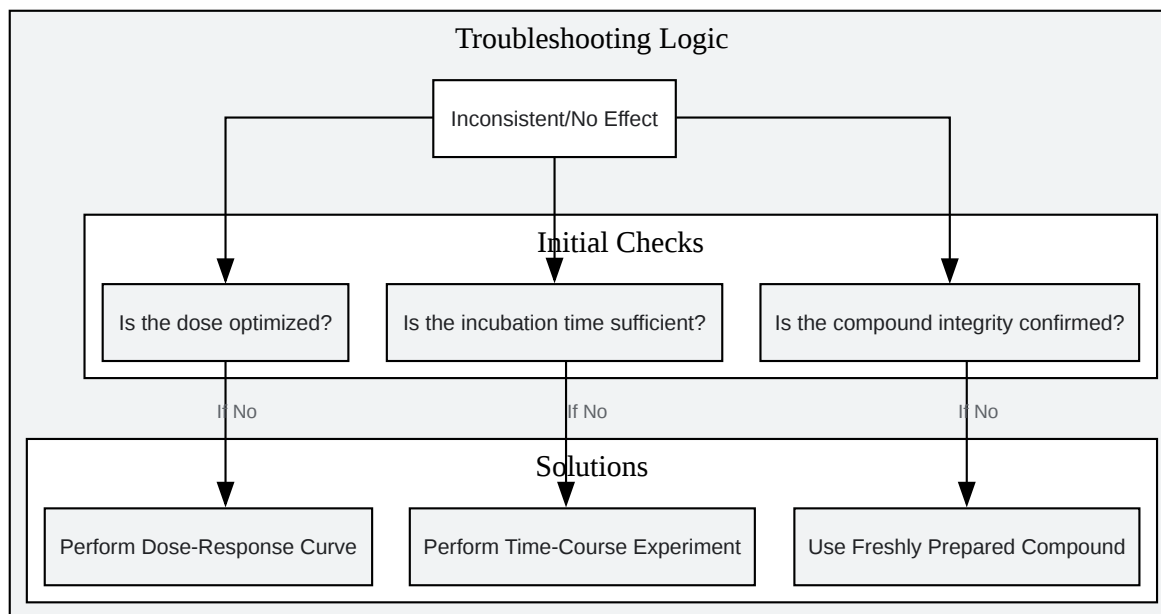 Troubleshooting Logic
Inconsistent/No Effect
Initial Checks
Is the dose optimized?
Is the incubation time sufficient?
Is the compound integrity confirmed?
If No
If No
If No
Solutions
Perform Dose-Response Curve
Perform Time-Course Experiment
Use Freshly Prepared Compound